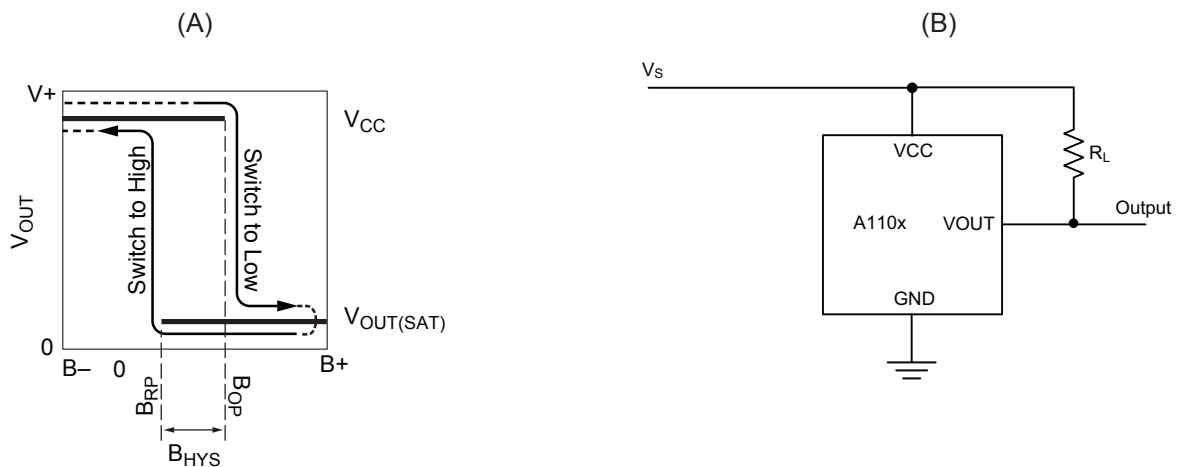 (A)
V+
VCC
Switch to High
Switch to Low
VOUT
VOUT(SAT)
0
B– 0 B+
BRP
BOP
BHYS
(B)
VS
VCC
RL
A110x VOUT
Output
GND